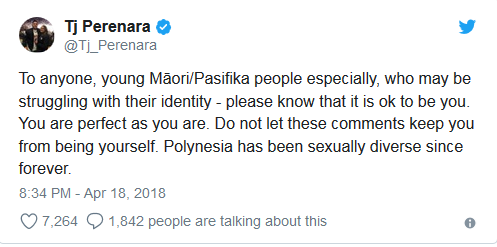 Tj Perenara
@Tj_Perenara
To anyone, young Māori/Pasifika people especially, who may be
struggling with their identity - please know that it is ok to be you.
You are perfect as you are. Do not let these comments keep you
from being yourself. Polynesia has been sexually diverse since
forever.
8:34 PM - Apr 18, 2018
7,264 1,842 people are talking about this